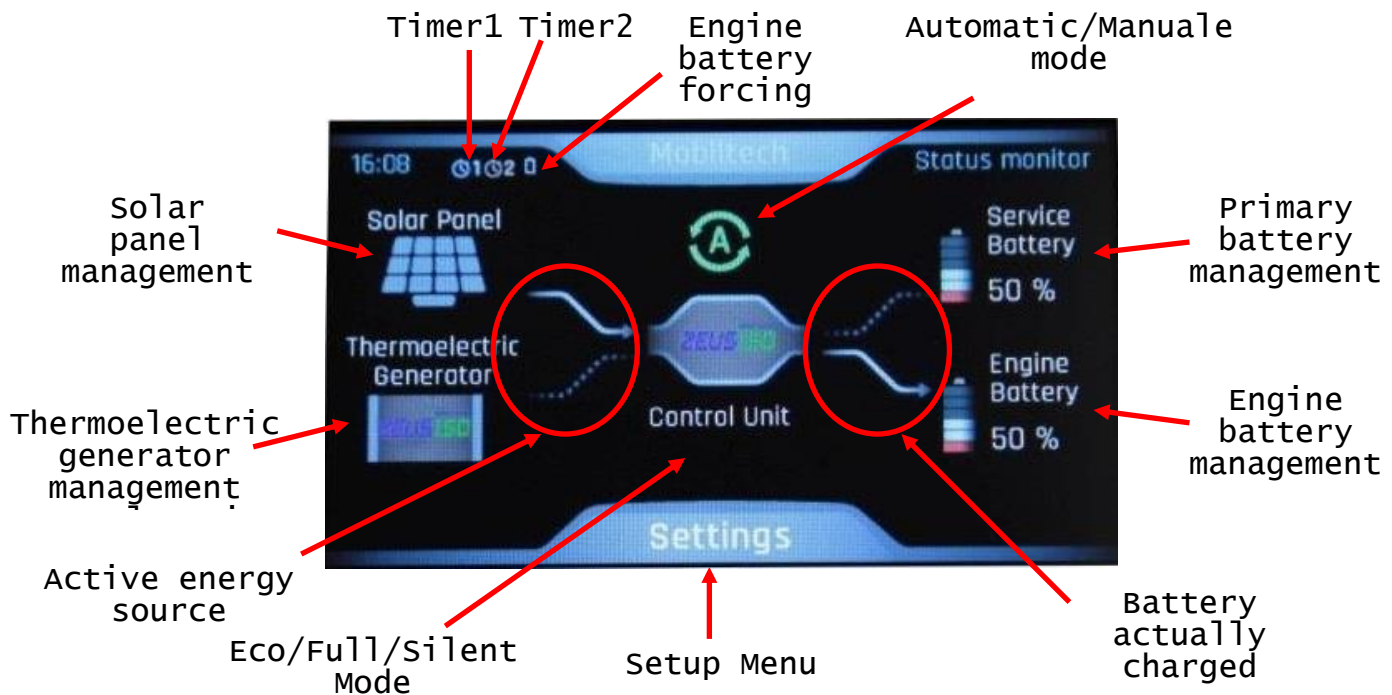 Timer1 Timer2
Engine
battery
forcing
Automatic/Manuale
mode
16:08
1 2
Mobiltech
Status monitor
Solar
panel
management
Solar Panel
A
Service
Battery
50 %
Primary
battery
management
ZEUS
Thermoelectric
Generator
ZEUS 150
Control Unit
Engine
Battery
50 %
Thermoelectric
generator
management
Engine
battery
management
Settings
Active energy
source
Eco/Full/Silent
Mode
Setup Menu
Battery
actually
charged